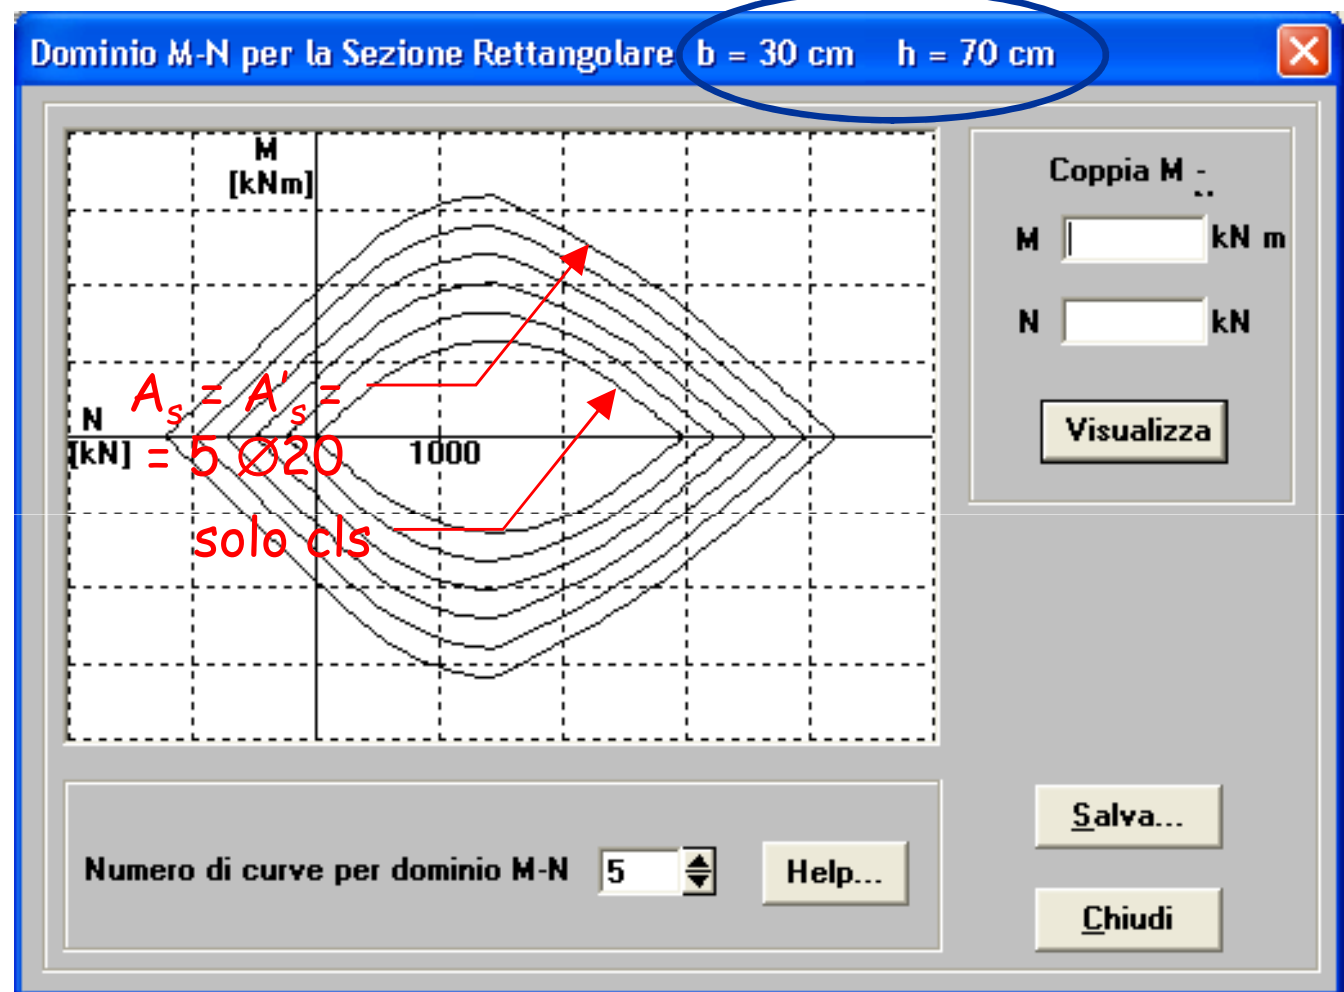 Dominio M-N per la Sezione Rettangolare b = 30 cm h = 70 cm
M
[kNm]
N
[kN]
1000
As = A's =
= 5 Ø20
solo cls
Coppia M -
M kN m
N kN
Visualizza
Numero di curve per dominio M-N 5
Help...
Salva...
Chiudi